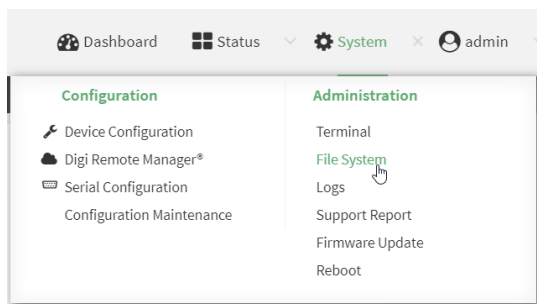 Dashboard Status System admin
Configuration
Device Configuration
Digi Remote Manager®
Serial Configuration
Configuration Maintenance
Administration
Terminal
File System
Logs
Support Report
Firmware Update
Reboot